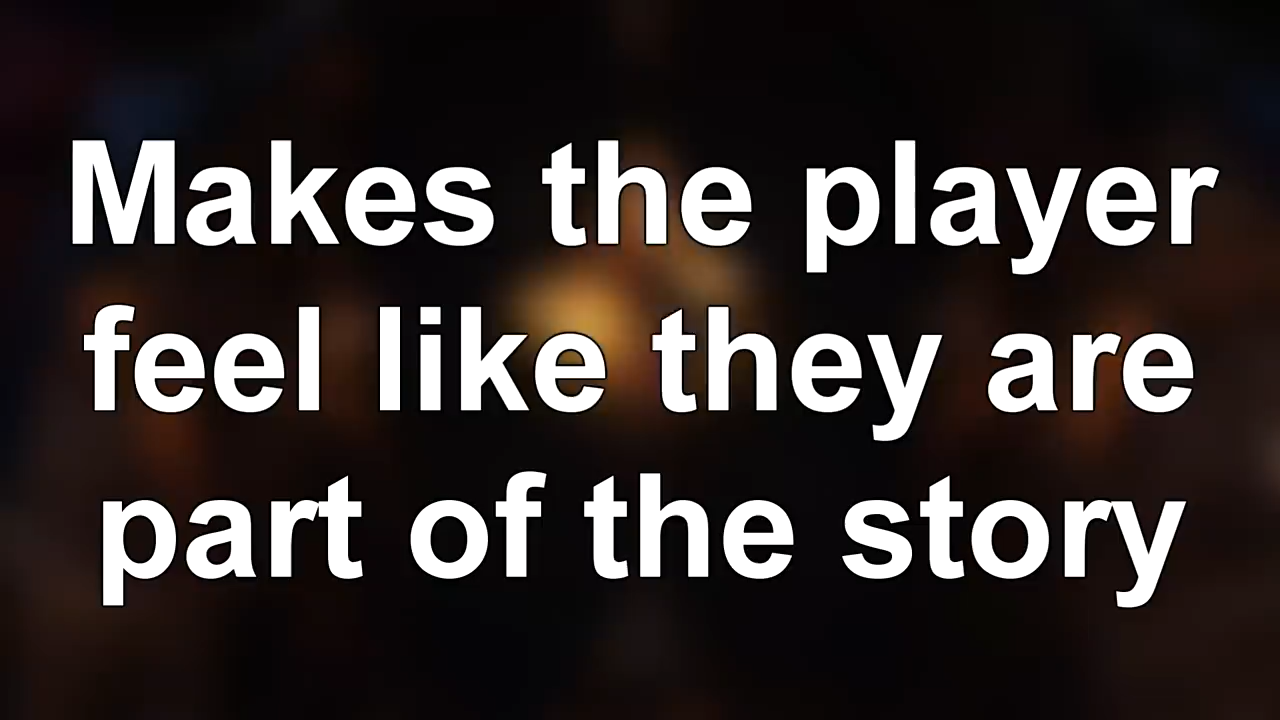 Makes the player
feel like they are
part of the story